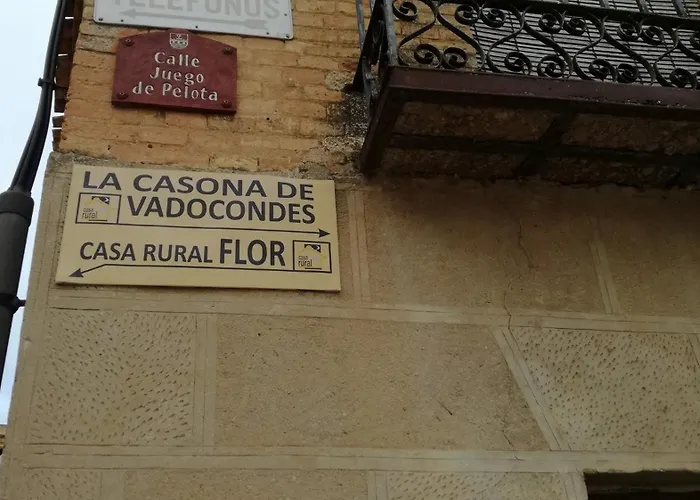 TELEFONOS
Calle
Juego
de Pelota
LA CASONA DE
VADOCONDES
casa
rural
CASA RURAL FLOR
casa
rural